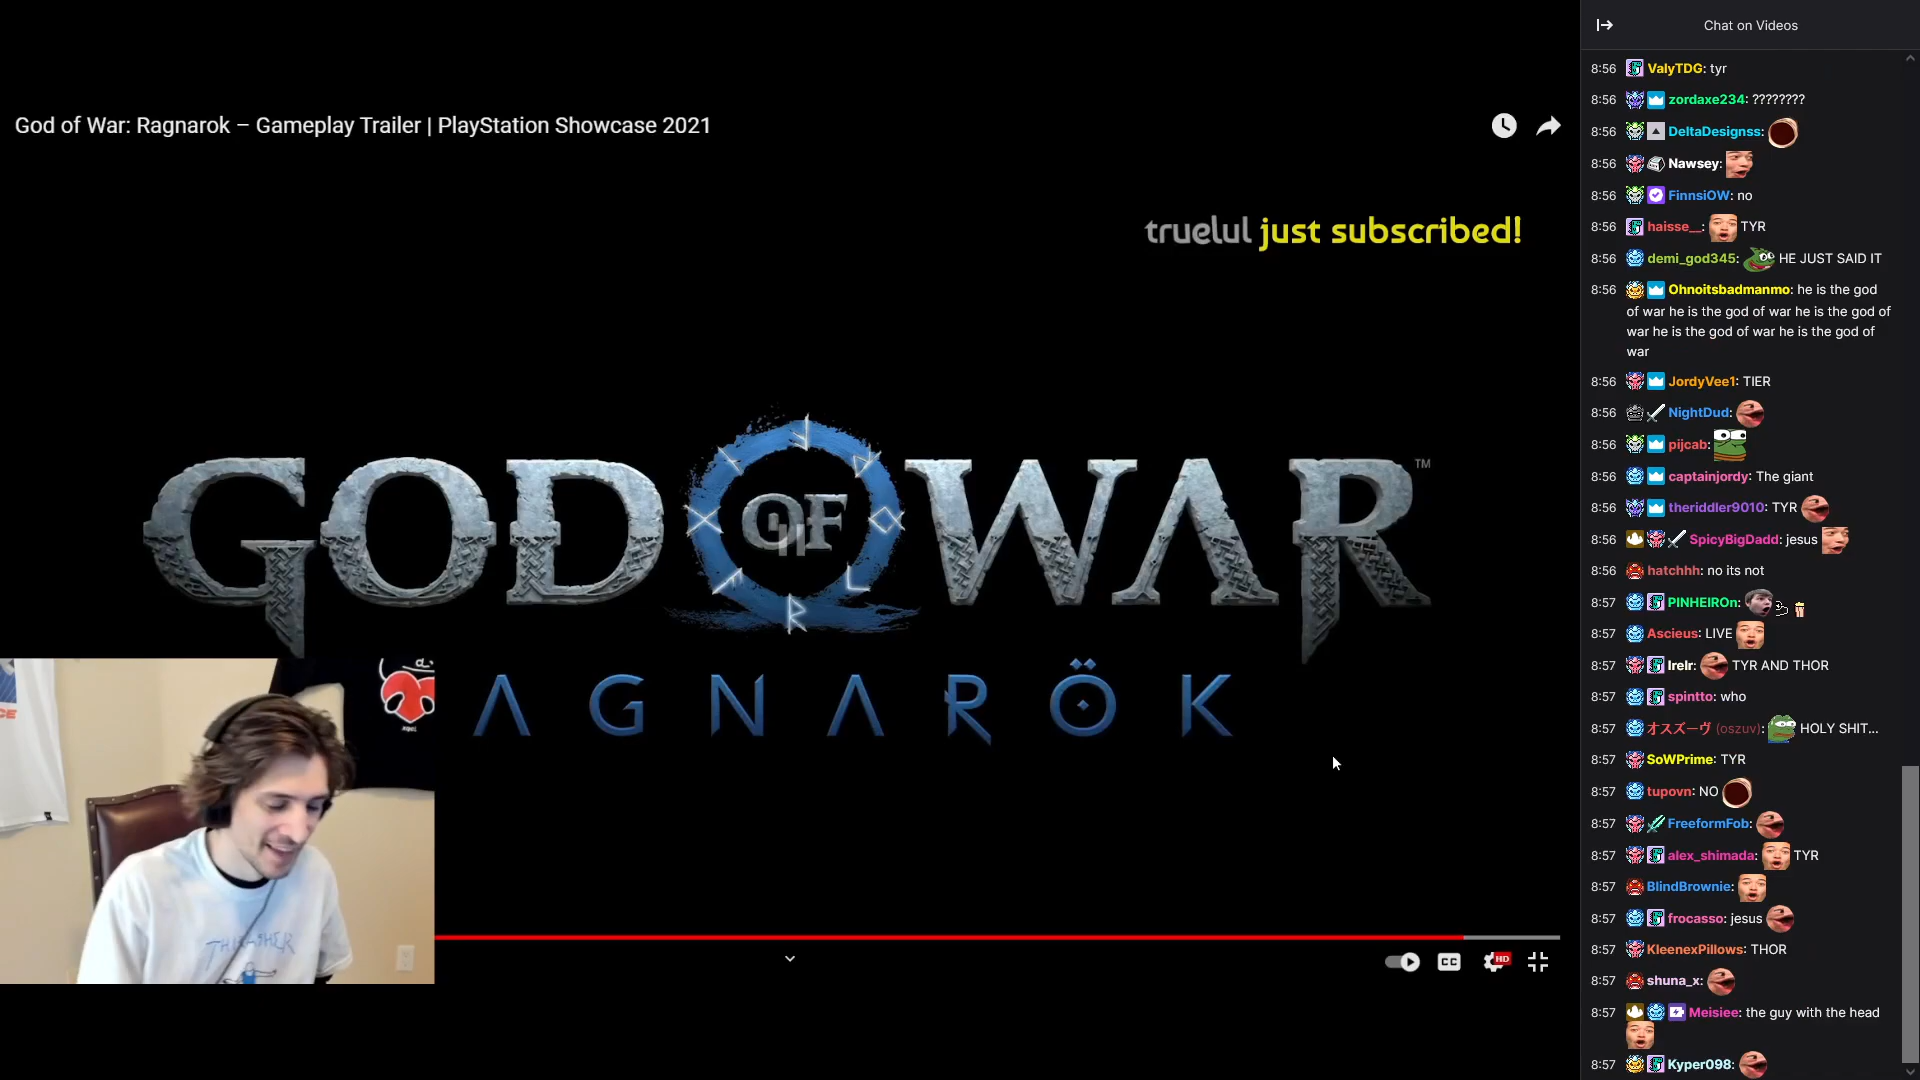 Chat on Videos
God of War: Ragnarok – Gameplay Trailer | PlayStation Showcase 2021
truelul just subscribed!
GOD OF WAR™
AGNARÖK
THRASHER
CC
HD
8:56 ValyTDG: tyr
8:56 zordaxe234: ????????
8:56 DeltaDesignss:
8:56 Nawsey:
8:56 FinnsiOW: no
8:56 haisse__: TYR
8:56 demi_god345: HE JUST SAID IT
8:56 Ohnoitsbadmanmo: he is the god
of war he is the god of war he is the god of
war he is the god of war he is the god of
war
8:56 JordyVee1: TIER
8:56 NightDud:
8:56 pijcab:
8:56 captainjordy: The giant
8:56 theriddler9010: TYR
8:56 SpicyBigDadd: jesus
8:56 hatchhh: no its not
8:57 PINHEIROn:
8:57 Ascieus: LIVE
8:57 Irelr: TYR AND THOR
8:57 spintto: who
8:57 オスズーヴ (oszuv): HOLY SHIT...
8:57 SoWPrime: TYR
8:57 tupovn: NO
8:57 FreeformFob:
8:57 alex_shimada: TYR
8:57 BlindBrownie:
8:57 frocasso: jesus
8:57 KleenexPillows: THOR
8:57 shuna_x:
8:57 Meisiee: the guy with the head
8:57 Kyper098: